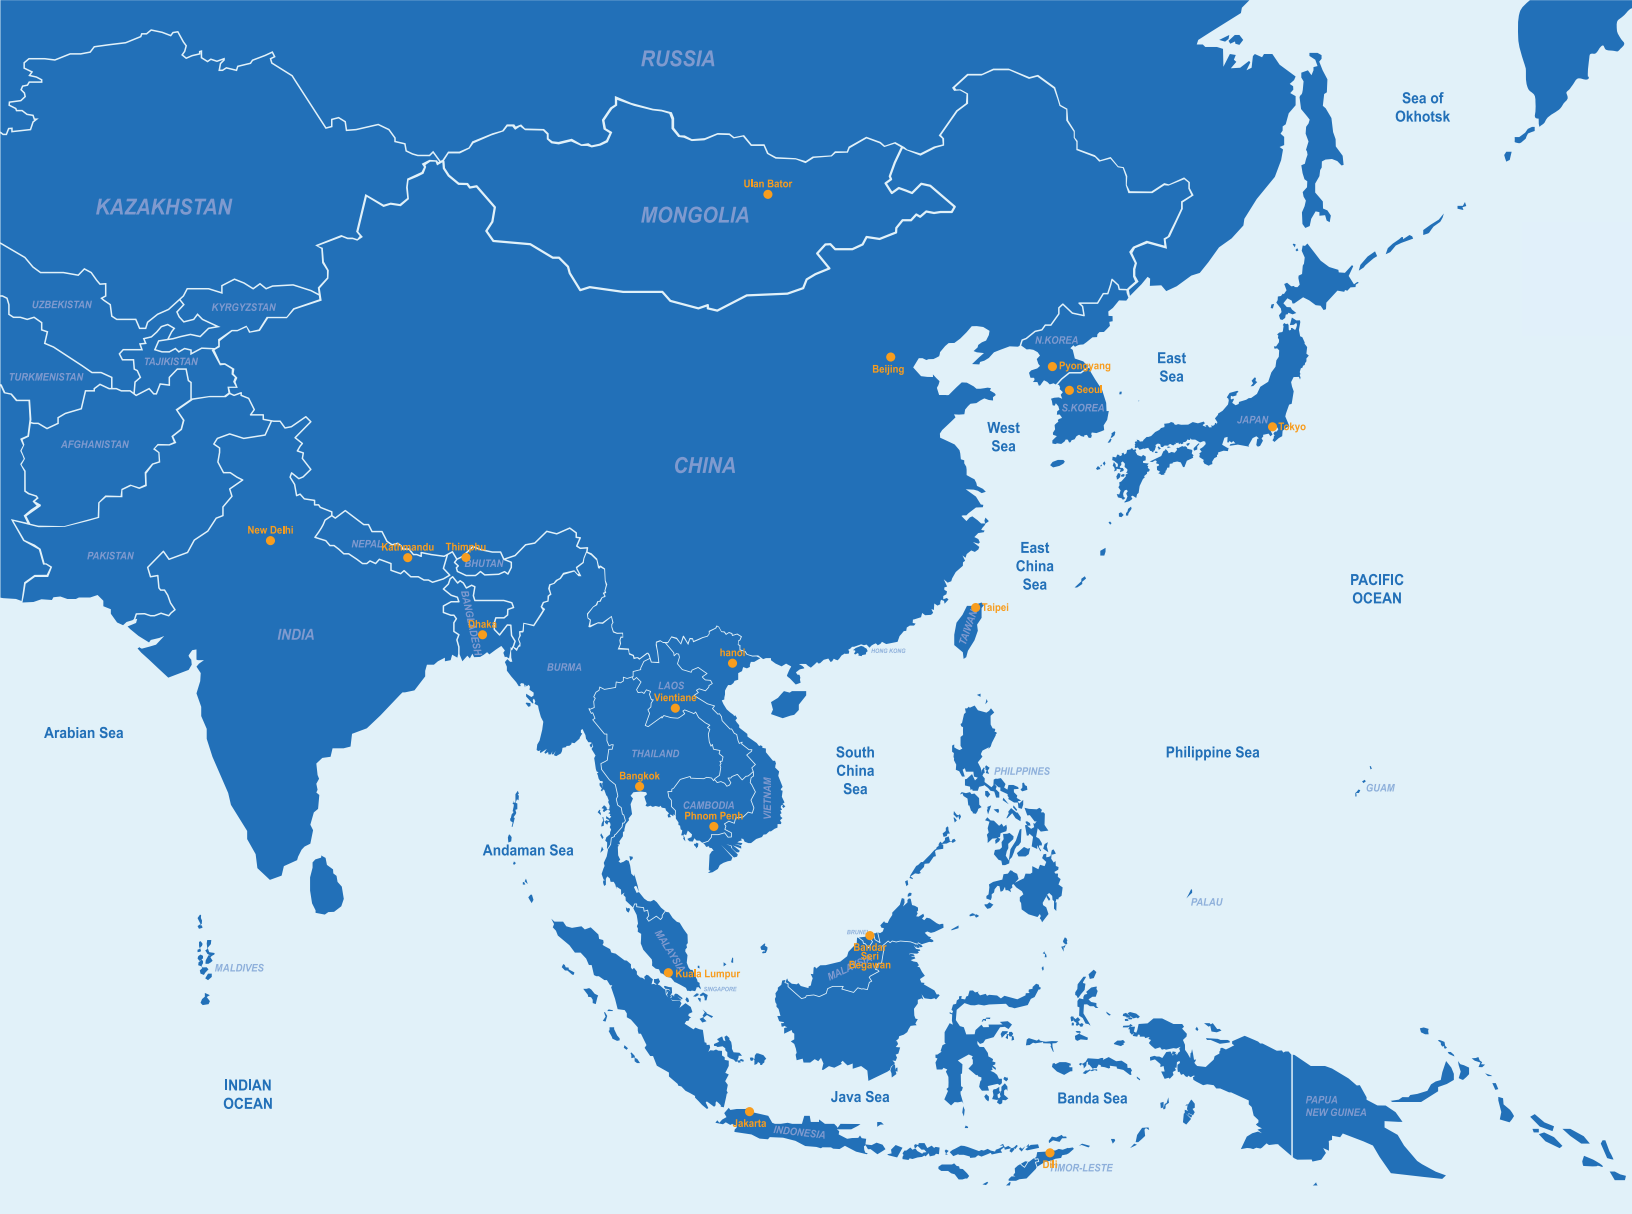 RUSSIA
Sea of
Okhotsk
Ulan Bator
KAZAKHSTAN
MONGOLIA
UZBEKISTAN
KYRGYZSTAN
N.KOREA
TAJIKISTAN
Beijing
Pyongyang
East
Sea
TURKMENISTAN
Seoul
S.KOREA
JAPAN
Tokyo
West
Sea
AFGHANISTAN
CHINA
New Delhi
NEPAL
Kathmandu
Thimphu
BHUTAN
PAKISTAN
East
China
Sea
PACIFIC
OCEAN
BANGLADESH
Dhaka
INDIA
Taipei
TAIWAN
HONG KONG
hanoi
BURMA
LAOS
Vientiane
Arabian Sea
THAILAND
South
China
Sea
Philippine Sea
PHILPPINES
Bangkok
VIETNAM
GUAM
CAMBODIA
Phnom Penh
Andaman Sea
PALAU
BRUNEI
Bandar
Seri
Begawan
MALAYSIA
MALDIVES
MALAYSIA
Kuala Lumpur
SINGAPORE
INDIAN
OCEAN
Java Sea
Banda Sea
PAPUA
NEW GUINEA
Jakarta
INDONESIA
Dili
TIMOR-LESTE